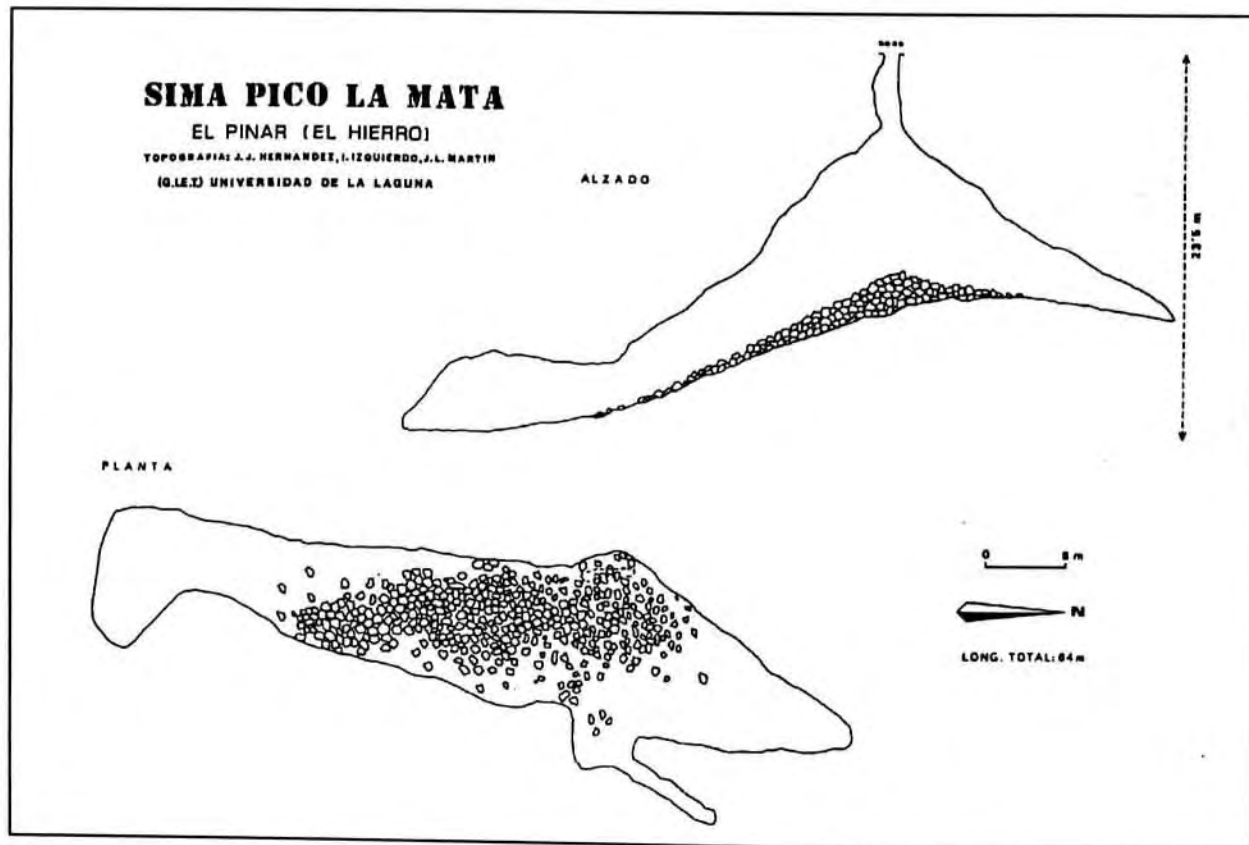 SIMA PICO LA MATA
EL PINAR (EL HIERRO)
TOPOGRAFIA: J.J. HERNANDEZ, I. IZQUIERDO, J.L. MARTIN
(G.I.E.T.) UNIVERSIDAD DE LA LAGUNA
ALZADO
23'5 m
PLANTA
0 5 m
N
LONG. TOTAL: 64 m